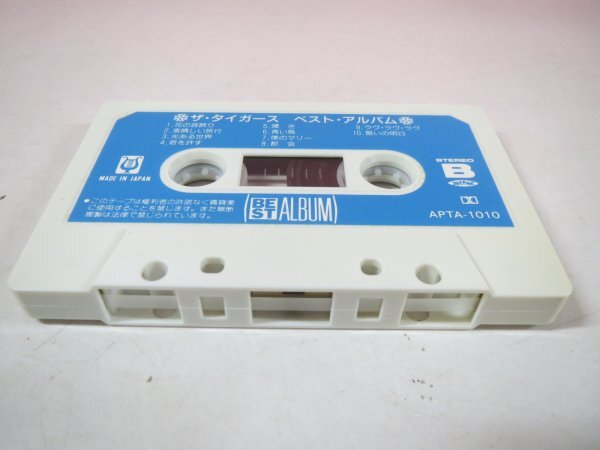 ❋ザ・タイガース ベスト・アルバム❋
1. 花の首飾り
2. 素晴しい旅行
3. 光ある世界
4. 君を許す
5. 嘆き
6. 青い鳥
7. 僕のマリー
8. 都会
9. ラヴ・ラヴ・ラヴ
10. 誓いの明日
MADE IN JAPAN
STEREO
B
(BEST ALBUM)
APTA-1010
●このテープは権利者の許諾なく賃貸業
に使用することを禁じます。また無断
複製は法律で禁じられています。